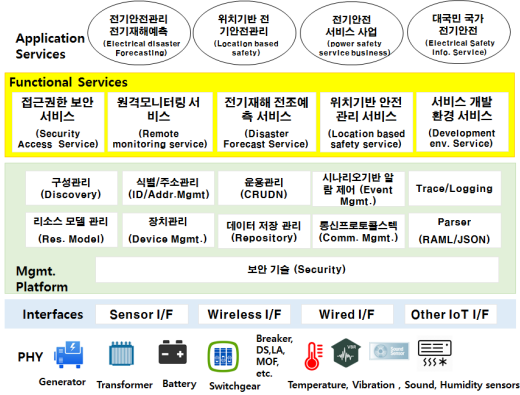 Application
Services
전기안전관리
전기재해예측
(Electrical disaster
Forecasting)
위치기반 전
기안전관리
(Location based
safety)
전기안전
서비스 사업
(power safety
service business)
대국민 국가
전기안전
(Electrical Safety
Info. Service)
Functional Services
접근권한 보안
서비스
(Security
Access Service)
원격모니터링 서
비스
(Remote
monitoring service)
전기재해 전조예
측 서비스
(Disaster
Forecast Service)
위치기반 안전
관리 서비스
(Location based
safety service)
서비스 개발
환경 서비스
(Development
env. Service)
구성관리
(Discovery)
식별/주소관리
(ID/Addr.Mgmt)
운용관리
(CRUDN)
시나리오기반 알
람 제어 (Event
Mgmt.)
Trace/Logging
리소스 모델 관리
(Res. Model)
장치관리
(Device Mgmt.)
데이터 저장 관리
(Repository)
통신프로토콜스택
(Comm. Mgmt.)
Parser
(RAML/JSON)
Mgmt.
Platform
보안 기술 (Security)
Interfaces
Sensor I/F
Wireless I/F
Wired I/F
Other IoT I/F
PHY
Generator
Transformer
Battery
Switchgear
Breaker,
DS,LA,
MOF,
etc.
Temperature, Vibration , Sound, Humidity sensors